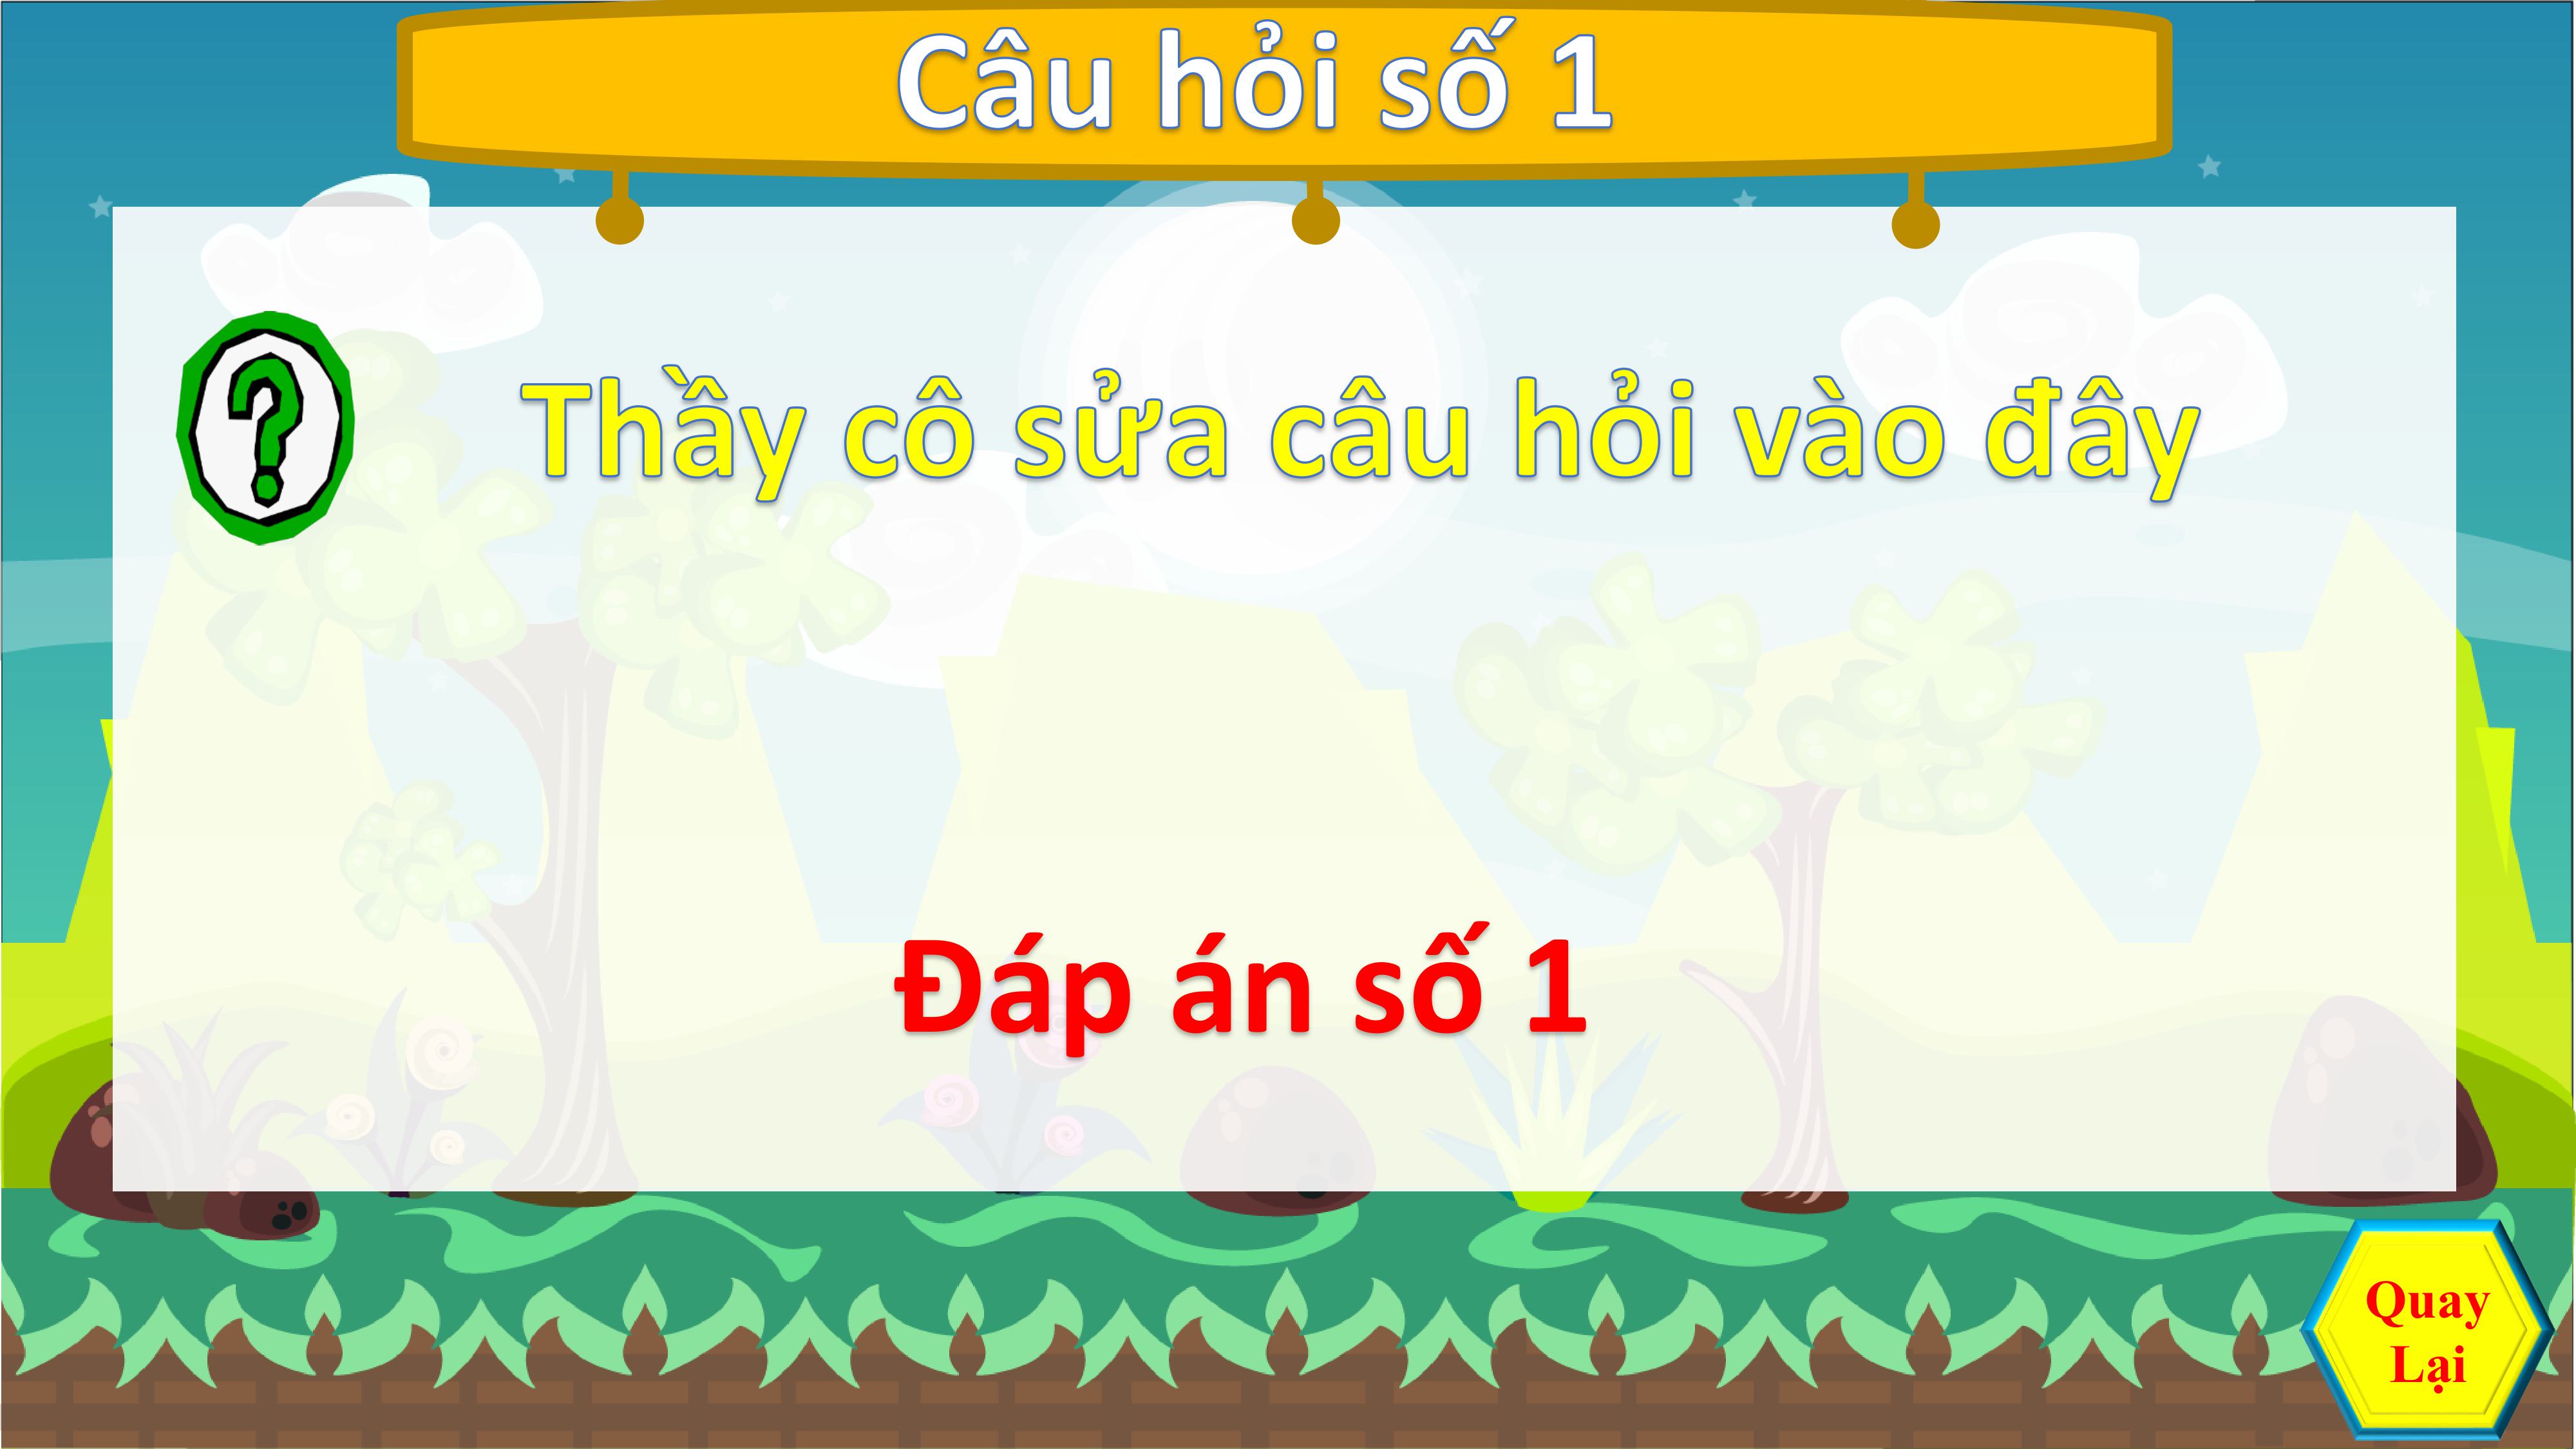 Câu hỏi số 1
?
Thầy cô sửa câu hỏi vào đây
Đáp án số 1
Quay
Lại